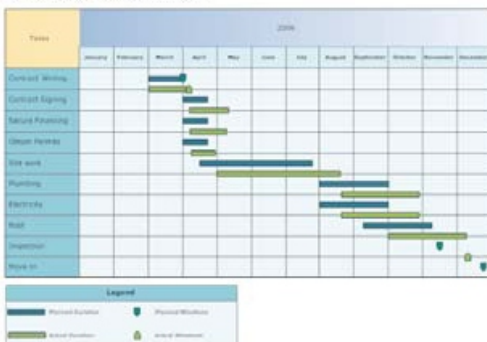 Tasks
2006
January February March April May June July August September October November December
Contract Writing
Contract Signing
Secure Financing
Obtain Permits
Site work
Plumbing
Electricity
Roof
Inspection
Move In
Legend
Planned Duration Planned Milestone
Actual Duration Actual Milestone